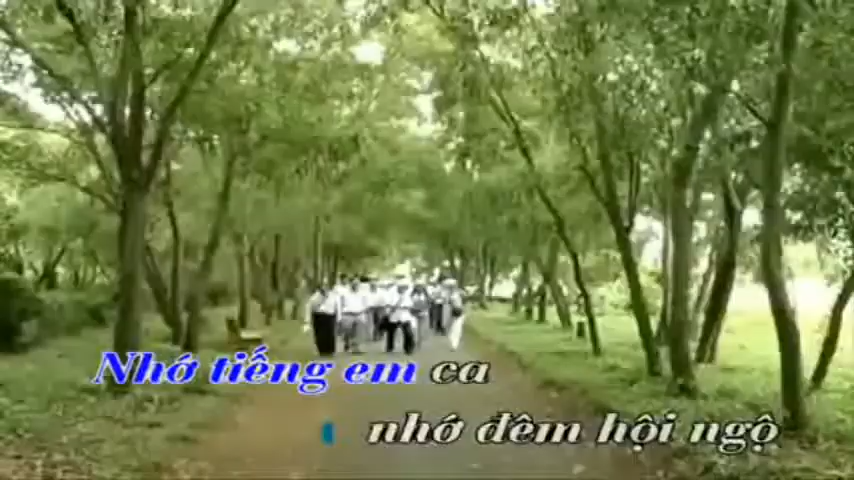 Nhớ tiếng em ca
nhớ đêm hội ngộ